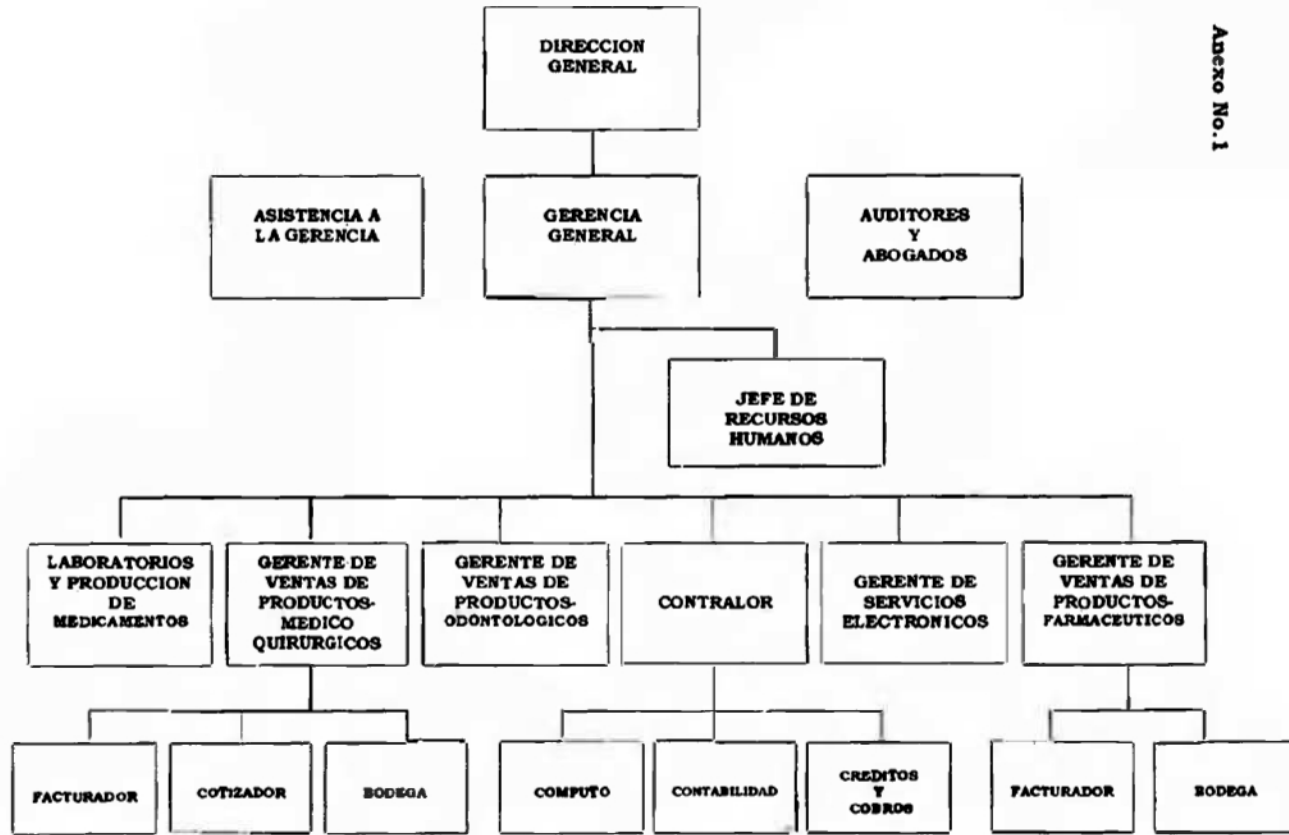 Anexo No.1
DIRECCION
GENERAL
ASISTENCIA A
LA GERENCIA
GERENCIA
GENERAL
AUDITORES
Y
ABOGADOS
JEFE DE
RECURSOS
HUMANOS
LABORATORIOS
Y PRODUCCION
DE
MEDICAMENTOS
GERENTE DE
VENTAS DE
PRODUCTOS-
MEDICO
QUIRURGICOS
GERENTE DE
VENTAS DE
PRODUCTOS-
ODONTOLOGICOS
CONTRALOR
GERENTE DE
SERVICIOS
ELECTRONICOS
GERENTE DE
VENTAS DE
PRODUCTOS-
FARMACEUTICOS
FACTURADOR
COTIZADOR
BODEGA
COMPUTO
CONTABILIDAD
CREDITOS
Y
COBROS
FACTURADOR
BODEGA